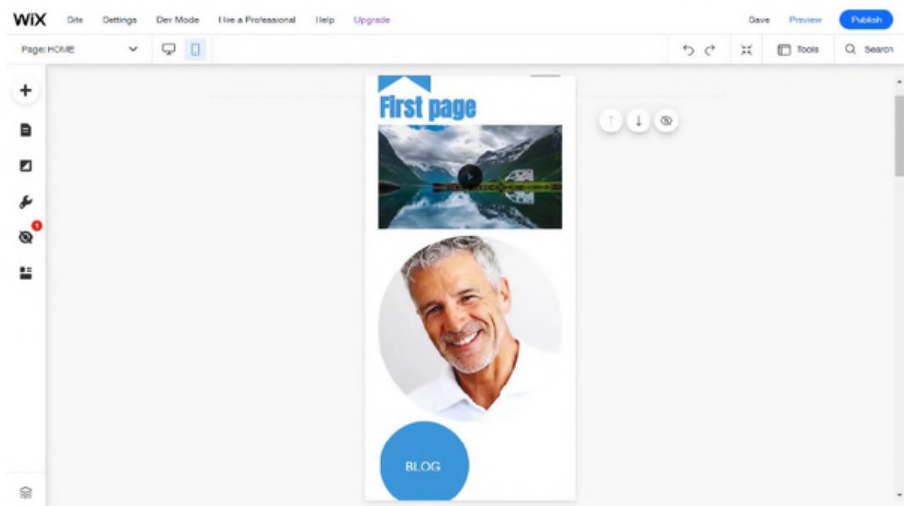 WiX Site Settings Dev Mode Hire a Professional Help Upgrade Save Preview Publish
Page: HOME Tools Search
First page
1
BLOG